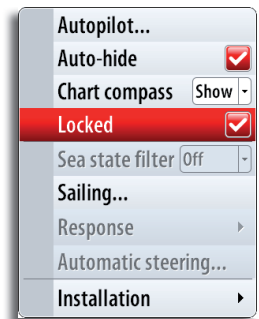 Autopilot...
Auto-hide
Chart compass Show
Locked
Sea state filter Off
Sailing...
Response
Automatic steering...
Installation